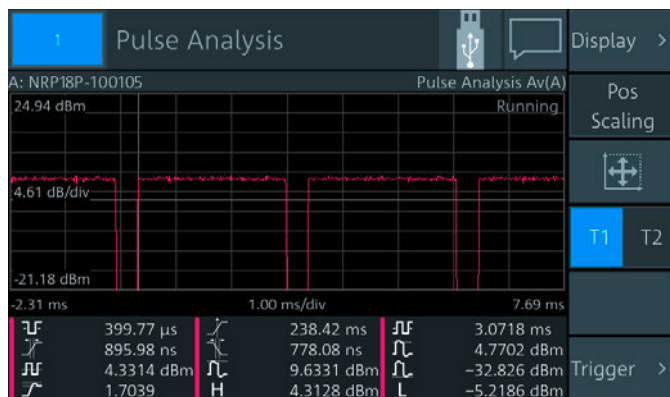 1 Pulse Analysis Display >
A: NRP18P-100105 Pulse Analysis Av(A)
24.94 dBm Running
Pos
Scaling
4.61 dB/div
T1 T2
-21.18 dBm
-2.31 ms 1.00 ms/div 7.69 ms
399.77 µs 238.42 ms 3.0718 ms
895.98 ns 778.08 ns 4.7702 dBm
4.3314 dBm 9.6331 dBm -32.826 dBm
Trigger >
1.7039 H 4.3128 dBm L -5.2186 dBm